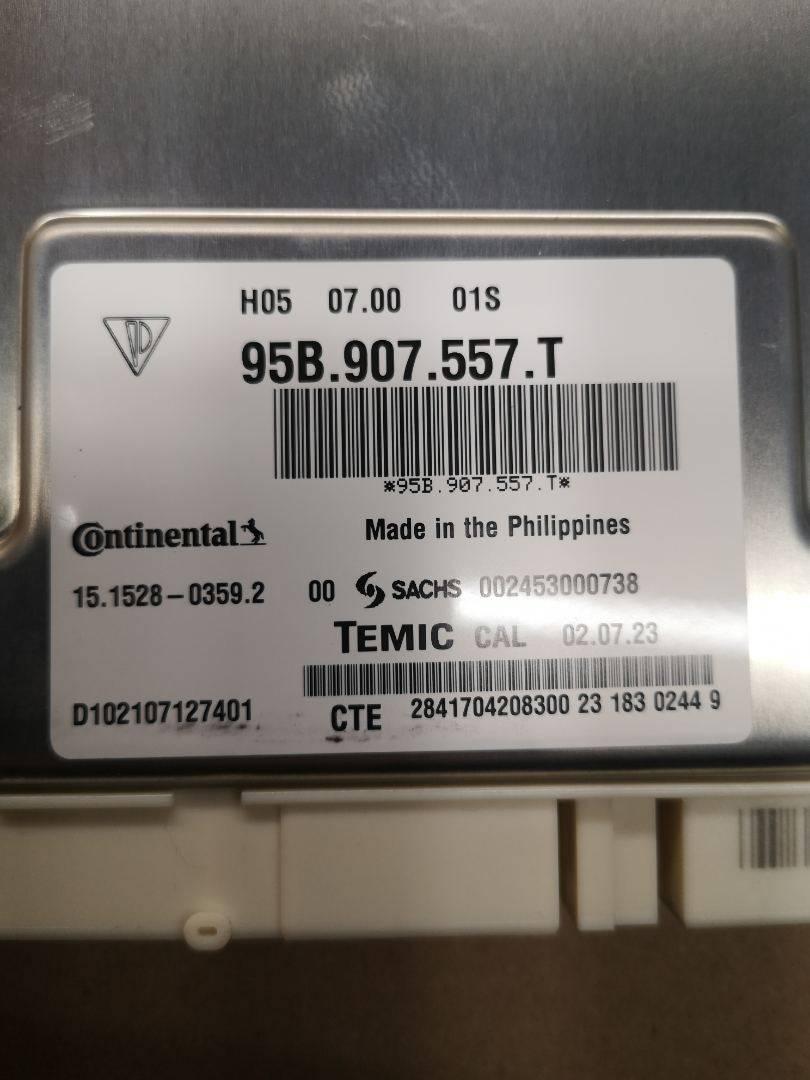 H05 07.00 01S
95B.907.557.T
*95B.907.557.T*
Continental
Made in the Philippines
15.1528-0359.2 00 SACHS 002453000738
TEMIC CAL 02.07.23
D102107127401 CTE 2841704208300 23 183 0244 9